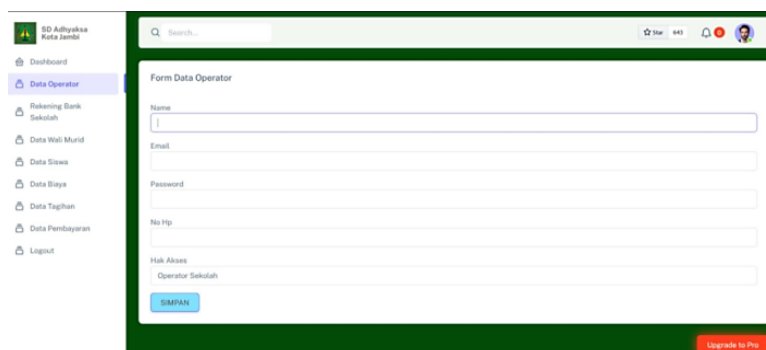 SD Adhyaksa
Kota Jambi
Dashboard
Data Operator
Rekening Bank
Sekolah
Data Wali Murid
Data Siswa
Data Biaya
Data Tagihan
Data Pembayaran
Logout
Search...
Star 643
0
Form Data Operator
Name
Email
Password
No Hp
Hak Akses
Operator Sekolah
SIMPAN
Upgrade to Pro